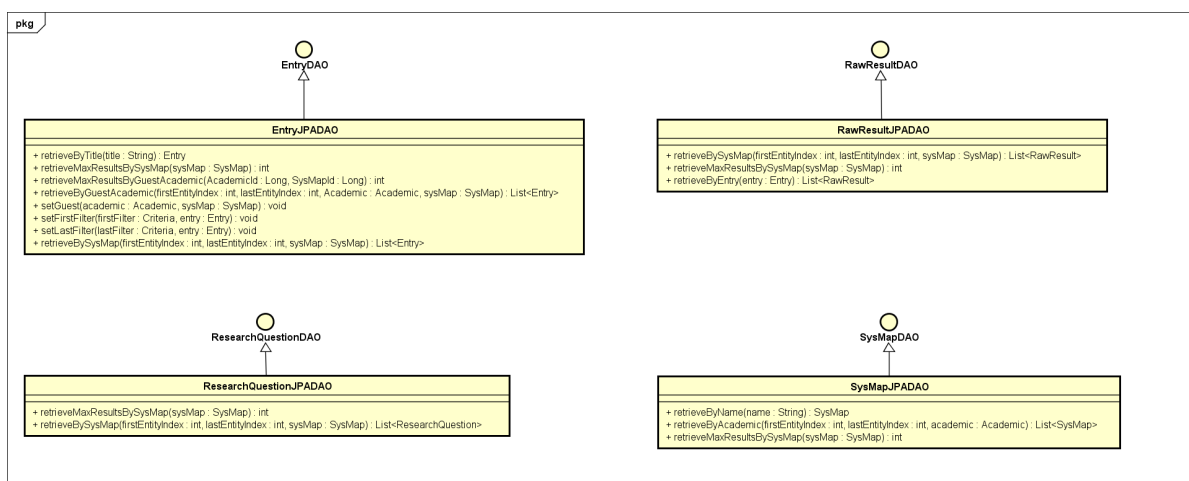 pkg
EntryDAO
EntryJPADAO
+ retrieveByTitle(title : String) : Entry
+ retrieveMaxResultsBySysMap(sysMap : SysMap) : int
+ retrieveMaxResultsByGuestAcademic(AcademicId : Long, SysMapId : Long) : int
+ retrieveByGuestAcademic(firstEntityIndex : int, lastEntityIndex : int, Academic : Academic, sysMap : SysMap) : List<Entry>
+ setGuest(academic : Academic, sysMap : SysMap) : void
+ setFirstFilter(firstFilter : Criteria, entry : Entry) : void
+ setLastFilter(lastFilter : Criteria, entry : Entry) : void
+ retrieveBySysMap(firstEntityIndex : int, lastEntityIndex : int, sysMap : SysMap) : List<Entry>
RawResultDAO
RawResultJPADAO
+ retrieveBySysMap(firstEntityIndex : int, lastEntityIndex : int, sysMap : SysMap) : List<RawResult>
+ retrieveMaxResultsBySysMap(sysMap : SysMap) : int
+ retrieveByEntry(entry : Entry) : List<RawResult>
ResearchQuestionDAO
ResearchQuestionJPADAO
+ retrieveMaxResultsBySysMap(sysMap : SysMap) : int
+ retrieveBySysMap(firstEntityIndex : int, lastEntityIndex : int, sysMap : SysMap) : List<ResearchQuestion>
SysMapDAO
SysMapJPADAO
+ retrieveByName(name : String) : SysMap
+ retrieveByAcademic(firstEntityIndex : int, lastEntityIndex : int, academic : Academic) : List<SysMap>
+ retrieveMaxResultsBySysMap(sysMap : SysMap) : int